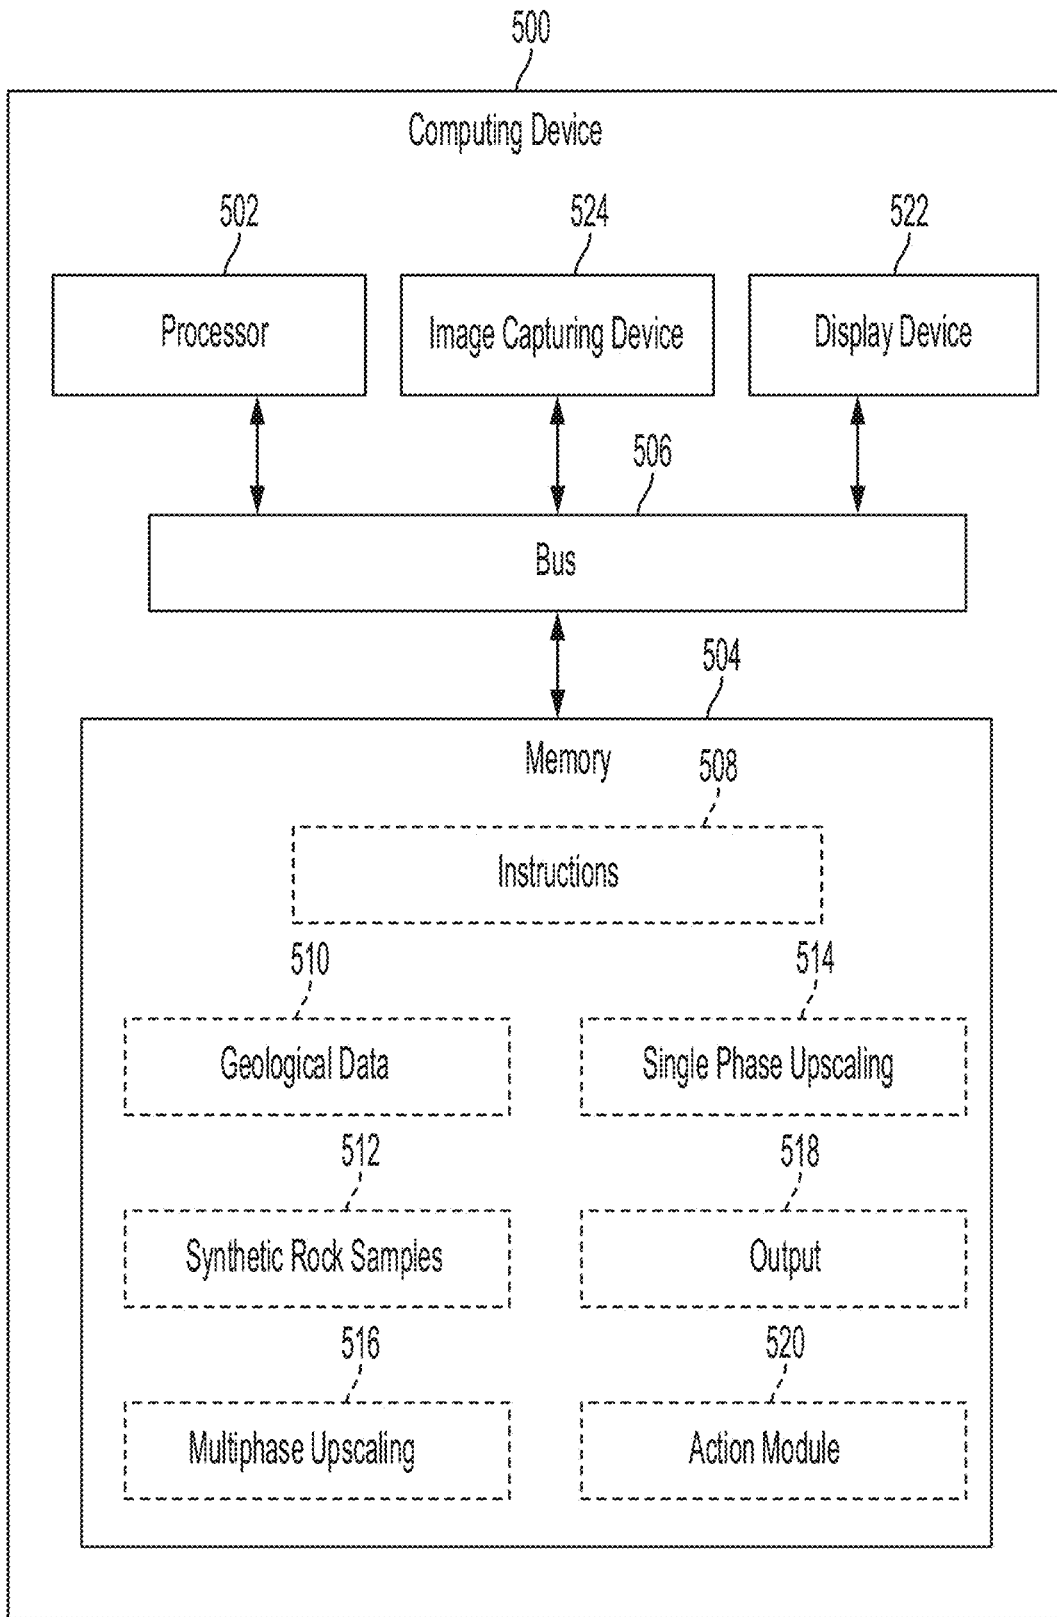 500
Computing Device
502
524
522
Processor
Image Capturing Device
Display Device
506
Bus
504
Memory
508
Instructions
510
514
Geological Data
Single Phase Upscaling
512
518
Synthetic Rock Samples
Output
516
520
Multiphase Upscaling
Action Module